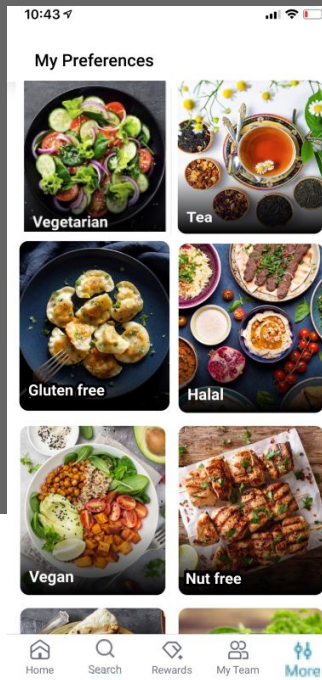 10:43
My Preferences
Vegetarian
Tea
Gluten free
Halal
Vegan
Nut free
Home
Search
Rewards
My Team
More